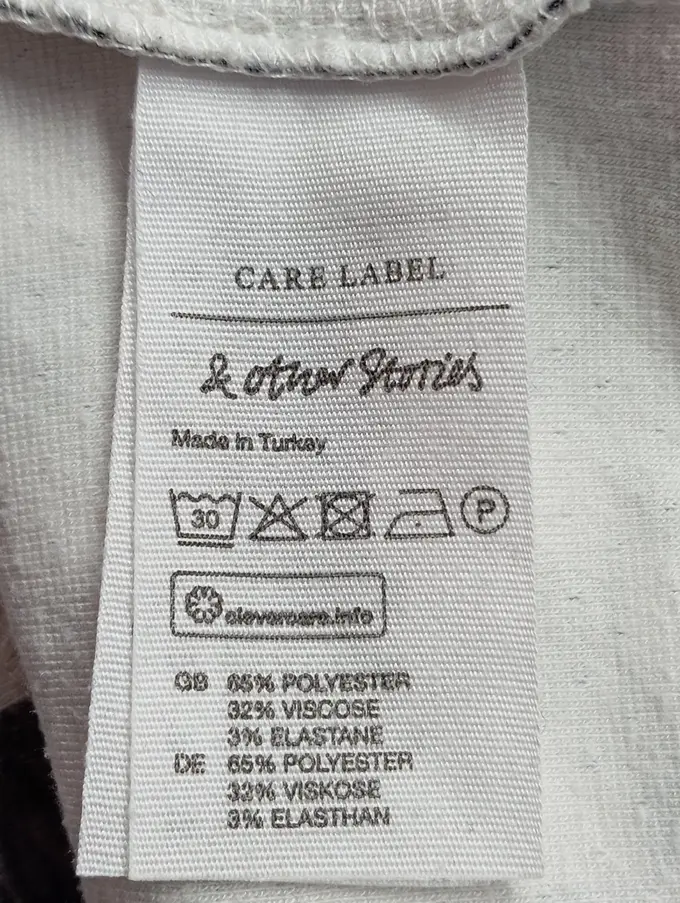 CARE LABEL
& other Stories
Made in Turkey
30 P
clevercare.info
GB 65% POLYESTER
32% VISCOSE
3% ELASTANE
DE 65% POLYESTER
32% VISKOSE
3% ELASTHAN